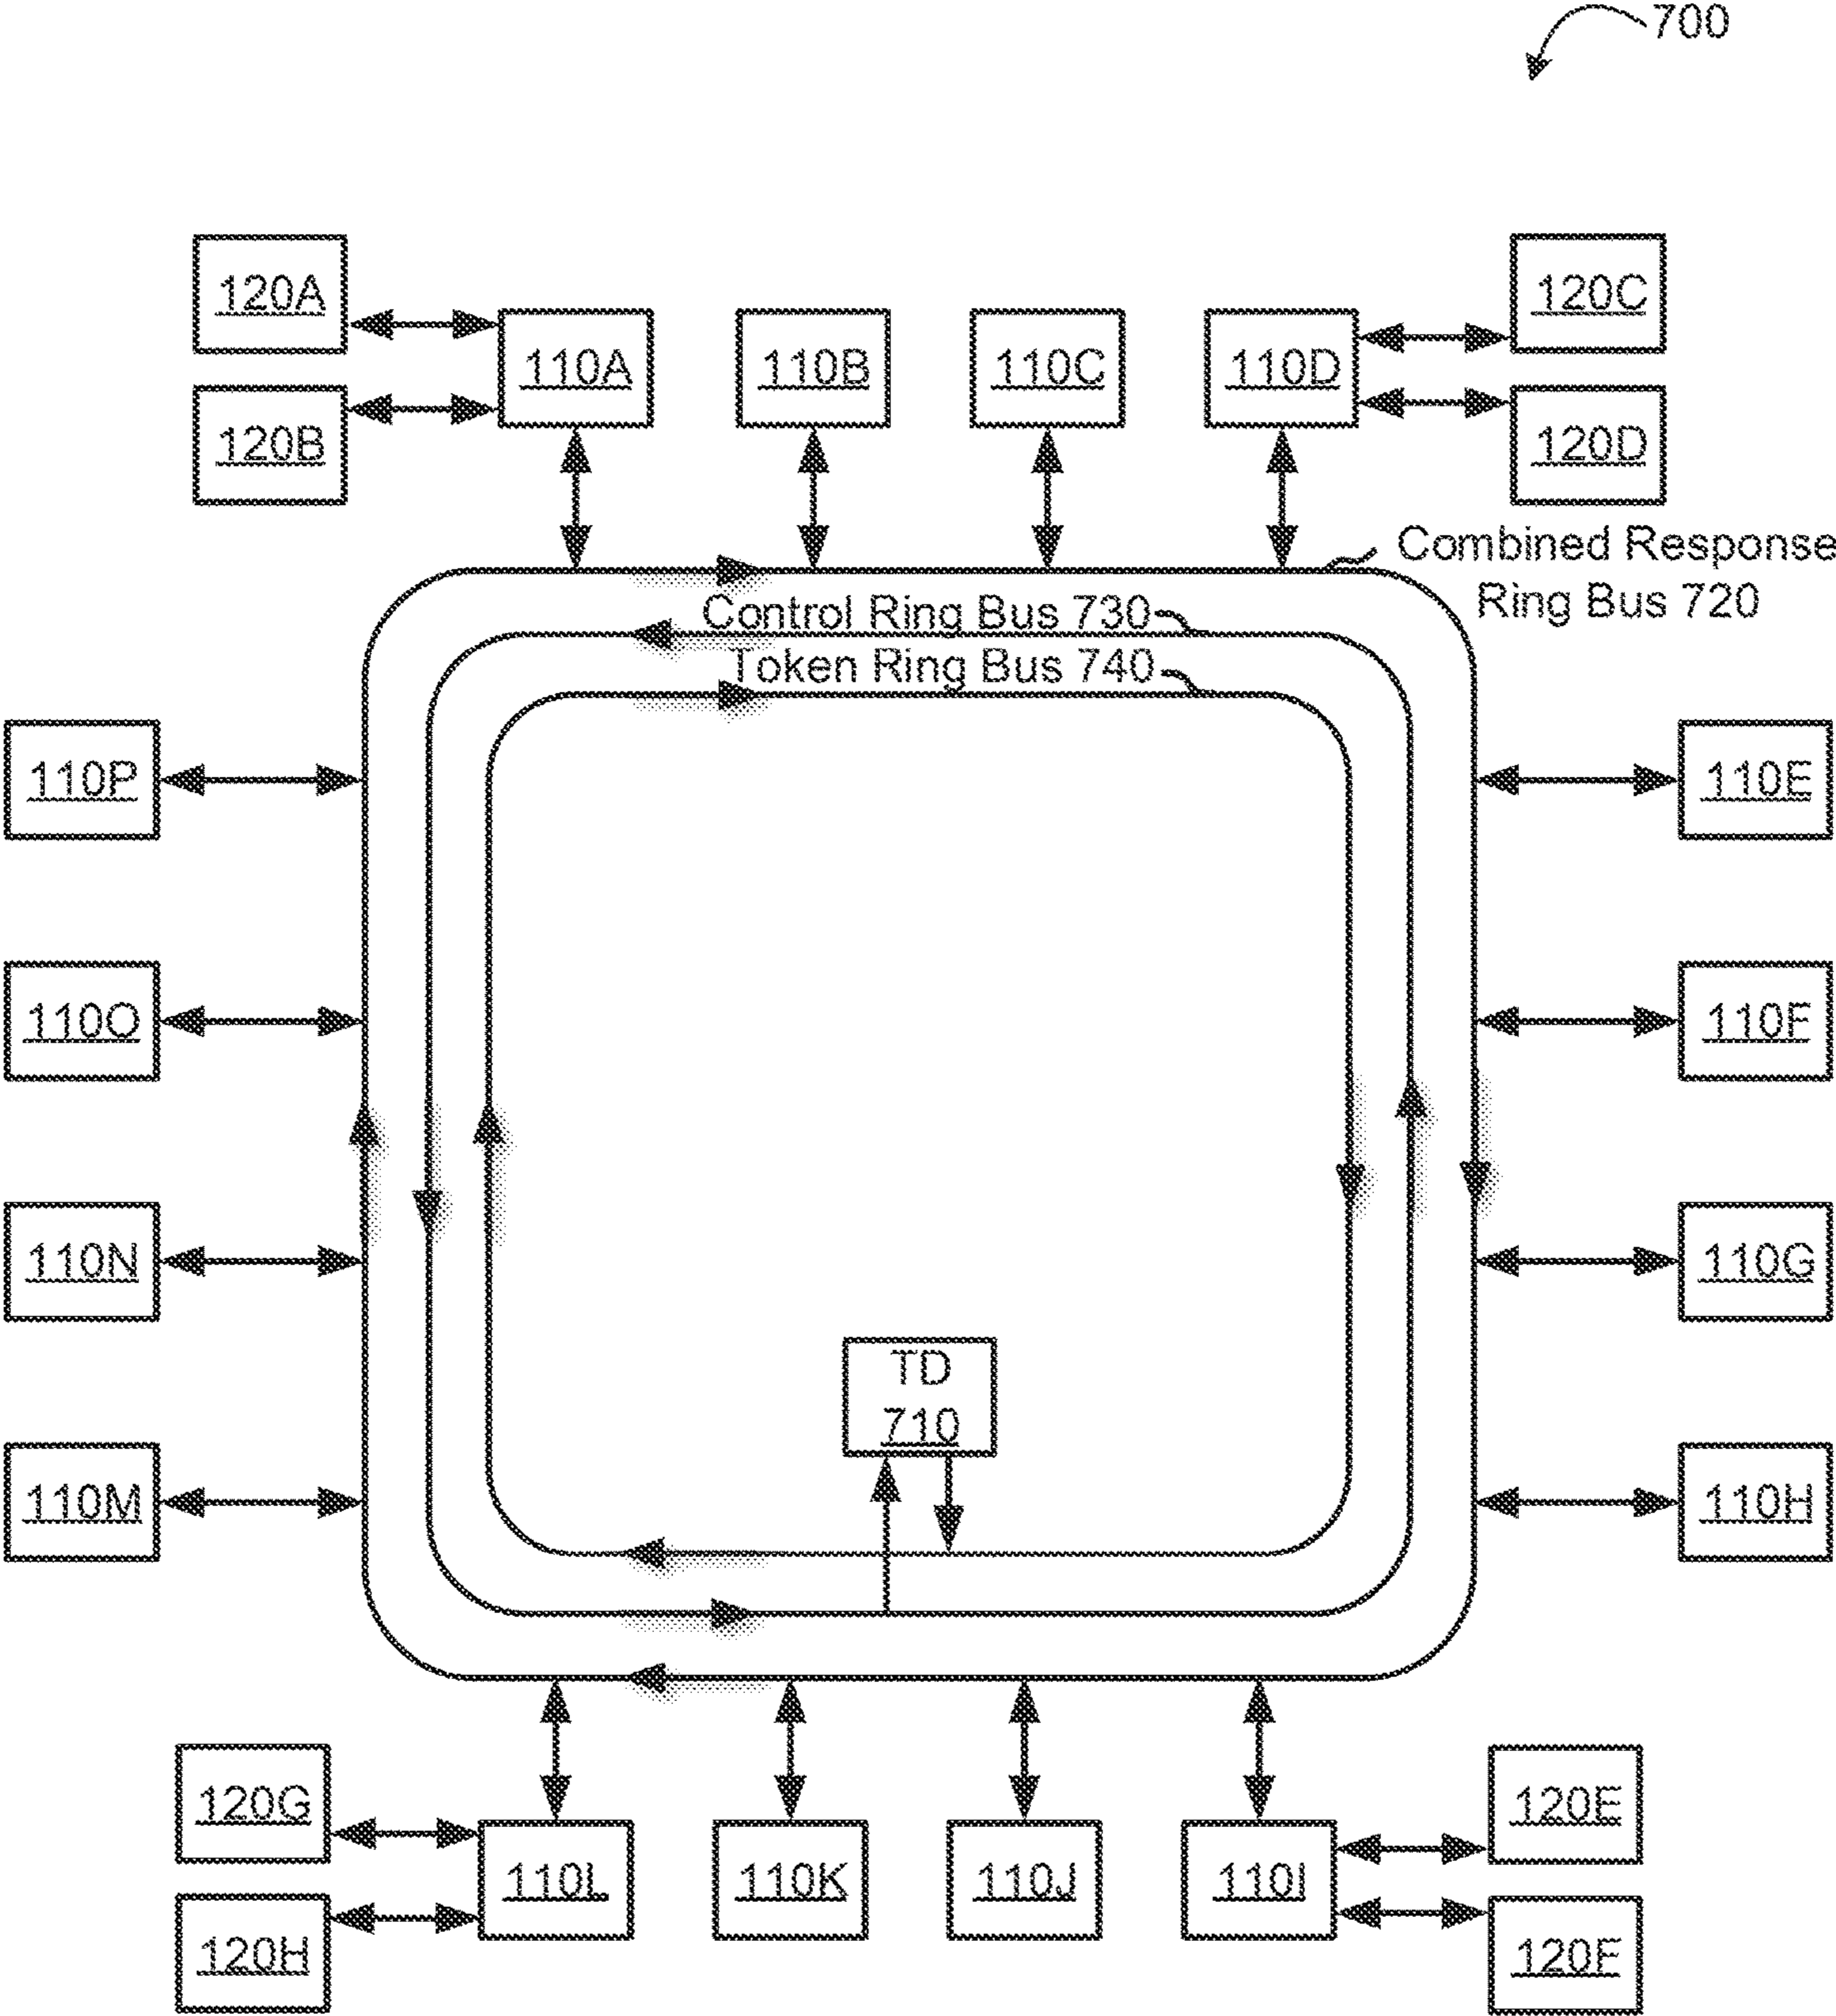 700
120A
120C
110A
110B
110C
110D
120B
120D
Combined Response
Ring Bus 720
Control Ring Bus 730
Token Ring Bus 740
110P
110E
110O
110F
110N
110G
TD
710
110M
110H
120G
120E
110L
110K
110J
110I
120H
120F